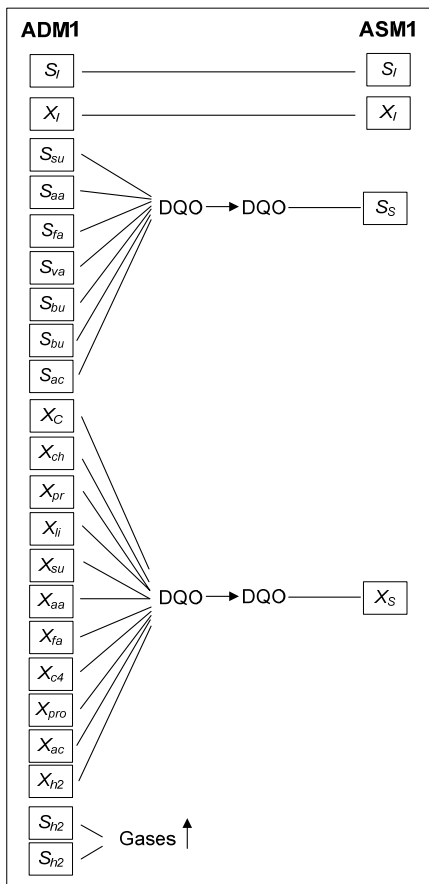 ADM1 ASM1
S_I S_I
X_I X_I
S_su
S_aa
DQO DQO S_S
S_fa
S_va
S_bu
S_bu
S_ac
X_C
X_ch
X_pr
X_li
X_su
X_aa DQO DQO X_S
X_fa
X_c4
X_pro
X_ac
X_h2
S_h2
Gases
S_h2